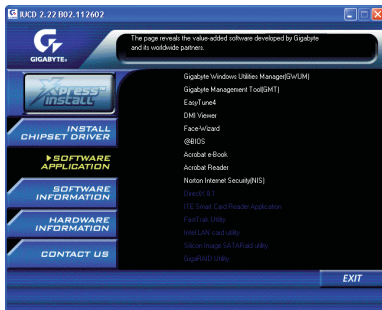 IUCD 2.22 B02.112602
G
GIGABYTE
The page reveals the value-added software developed by Gigabyte
and its worldwide partners.
Xpress™
install
INSTALL
CHIPSET DRIVER
SOFTWARE
APPLICATION
SOFTWARE
INFORMATION
HARDWARE
INFORMATION
CONTACT US
Gigabyte Windows Utilities Manager(GWUM)
Gigabyte Management Tool(GMT)
EasyTune4
DMI Viewer
Face-Wizard
@BIOS
Acrobat e-Book
Acrobat Reader
Norton Internet Security(NIS)
DirectX 8.1
ITE Smart Card Reader Application
FastTrak Utility
Intel LAN card utility
Silicon Image SATARaid utility
GigaRAID Utility
EXIT